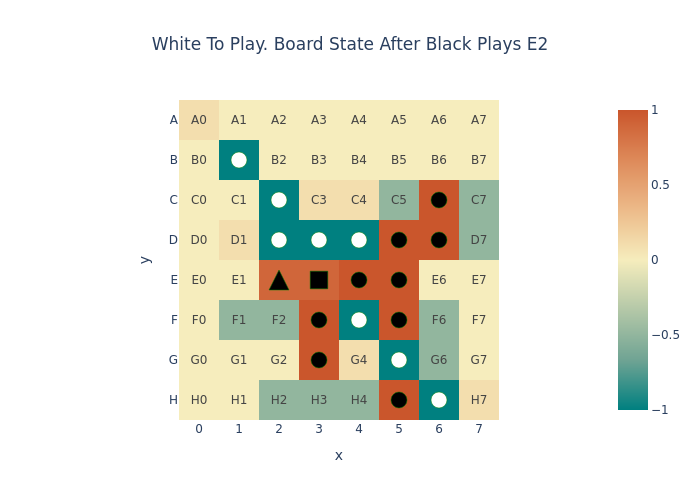 White To Play. Board State After Black Plays E2
A A0 A1 A2 A3 A4 A5 A6 A7
B B0 B2 B3 B4 B5 B6 B7
C C0 C1 C3 C4 C5 C7
D D0 D1 D7
E E0 E1 E6 E7
F F0 F1 F2 F6 F7
G G0 G1 G2 G4 G6 G7
H H0 H1 H2 H3 H4 H7
0 1 2 3 4 5 6 7
x
y
1
0.5
0
−0.5
−1